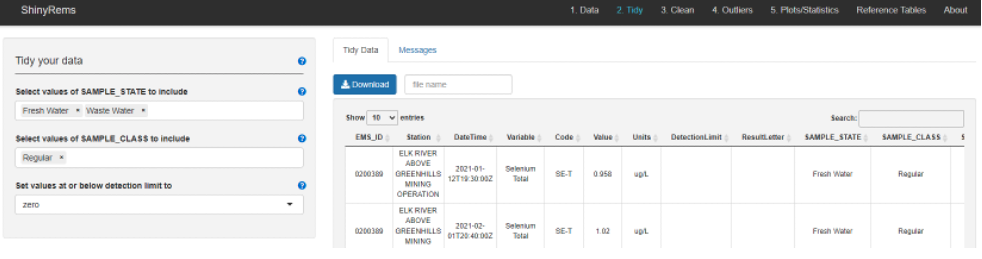 ShinyRems 1. Data 2. Tidy 3. Clean 4. Outliers 5. Plots/Statistics Reference Tables About
Tidy your data
Select values of SAMPLE_STATE to include
Fresh Water × Waste Water ×
Select values of SAMPLE_CLASS to include
Regular ×
Set values at or below detection limit to
zero
Tidy Data Messages
Download file name
Show 10 entries Search:
EMS_ID Station DateTime Variable Code Value Units DetectionLimit ResultLetter SAMPLE_STATE SAMPLE_CLASS S
0200389 ELK RIVER ABOVE GREENHILLS MINING OPERATION 2021-01-12T19:30:00Z Selenium Total SE-T 0.958 ug/L Fresh Water Regular
0200389 ELK RIVER ABOVE GREENHILLS MINING 2021-02-01T20:40:00Z Selenium Total SE-T 1.02 ug/L Fresh Water Regular